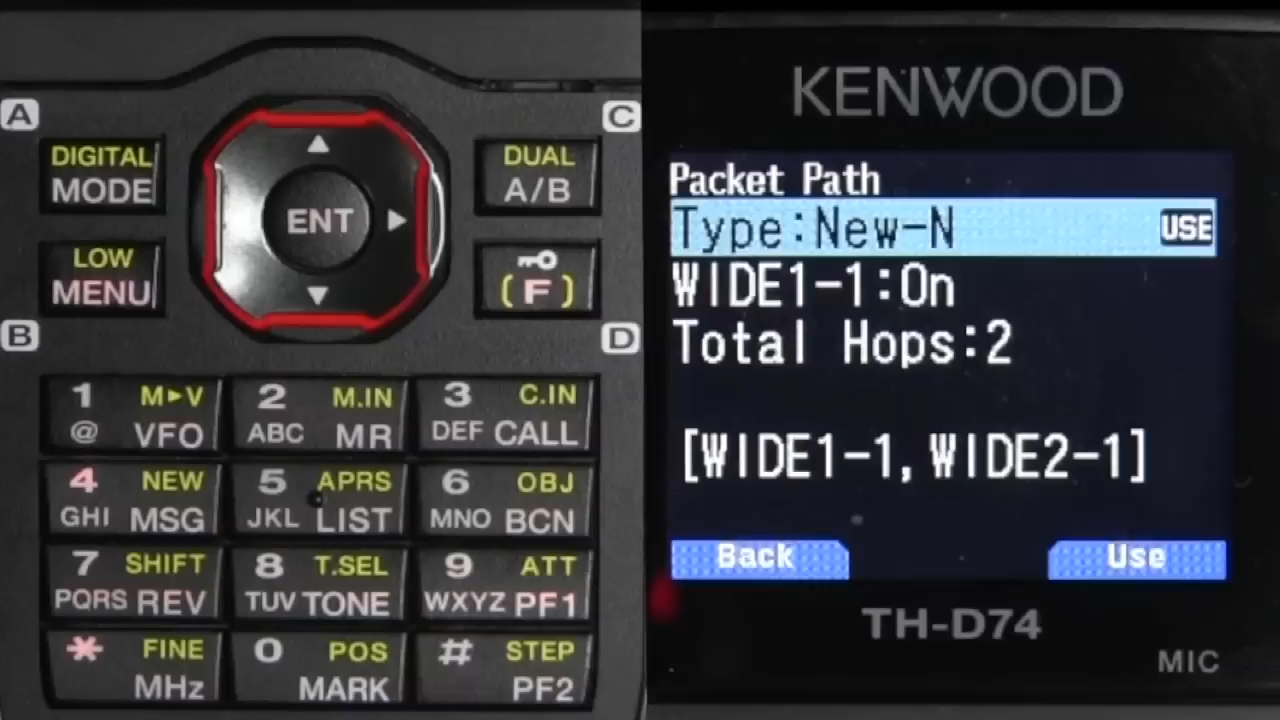 A
C
DIGITAL
MODE
DUAL
A/B
ENT
LOW
MENU
(F)
B
D
1 M►V
@ VFO
2 M.IN
ABC MR
3 C.IN
DEF CALL
4 NEW
GHI MSG
5 APRS
JKL LIST
6 OBJ
MNO BCN
7 SHIFT
PQRS REV
8 T.SEL
TUV TONE
9 ATT
WXYZ PF1
* FINE
MHz
0 POS
MARK
# STEP
PF2
KENWOOD
Packet Path
Type:New-N USE
WIDE1-1:On
Total Hops:2
[WIDE1-1,WIDE2-1]
Back Use
TH-D74
MIC